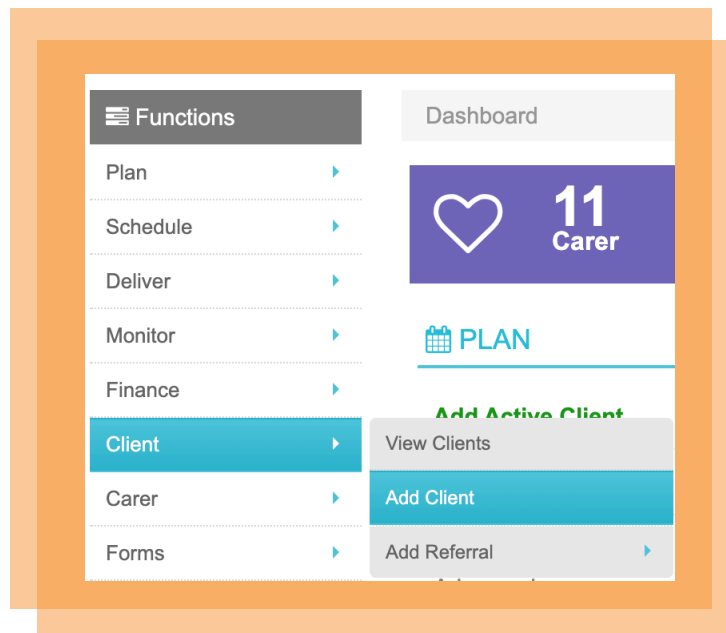 Functions
Plan
Schedule
Deliver
Monitor
Finance
Client
Carer
Forms
Dashboard
11
Carer
PLAN
Add Active Client
View Clients
Add Client
Add Referral